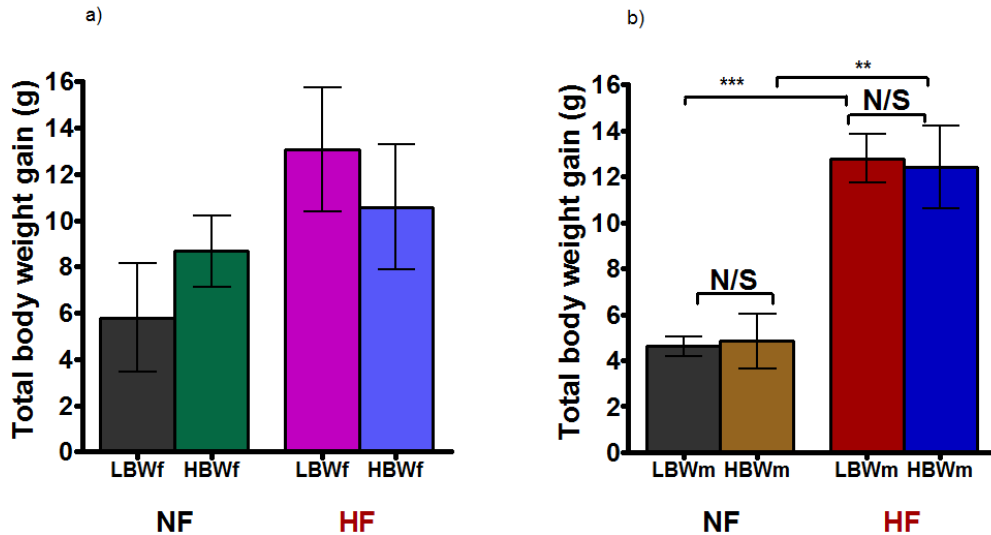 a)
Total body weight gain (g)
16
14
12
10
8
6
4
2
0
LBWf HBWf LBWf HBWf
NF HF
b)
Total body weight gain (g)
16
14
12
10
8
6
4
2
0
***
**
N/S
N/S
LBWm HBWm LBWm HBWm
NF HF